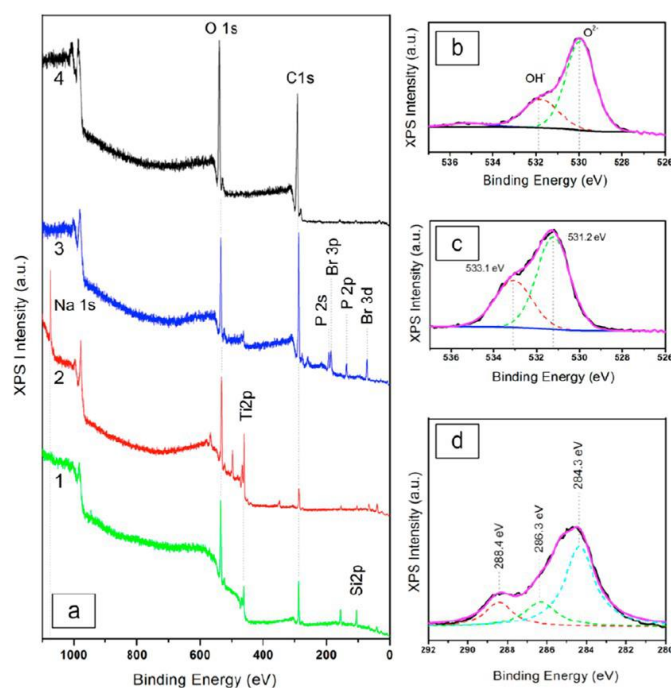 O 1s
C1s
4
3
Na 1s
2
Ti2p
1
Si2p
P 2s
Br 3p
P 2p
Br 3d
a
XPS I Intensity (a.u.)
1000 800 600 400 200 0
Binding Energy (eV)
b
O2-
OH-
XPS Intensity (a.u.)
536 534 532 530 528 526
Binding Energy (eV)
c
531.2 eV
533.1 eV
XPS Intensity (a.u.)
536 534 532 530 528 526
Binding Energy (eV)
d
288.4 eV
286.3 eV
284.3 eV
XPS Intensity (a.u.)
292 290 288 286 284 282 280
Binding Energy (eV)